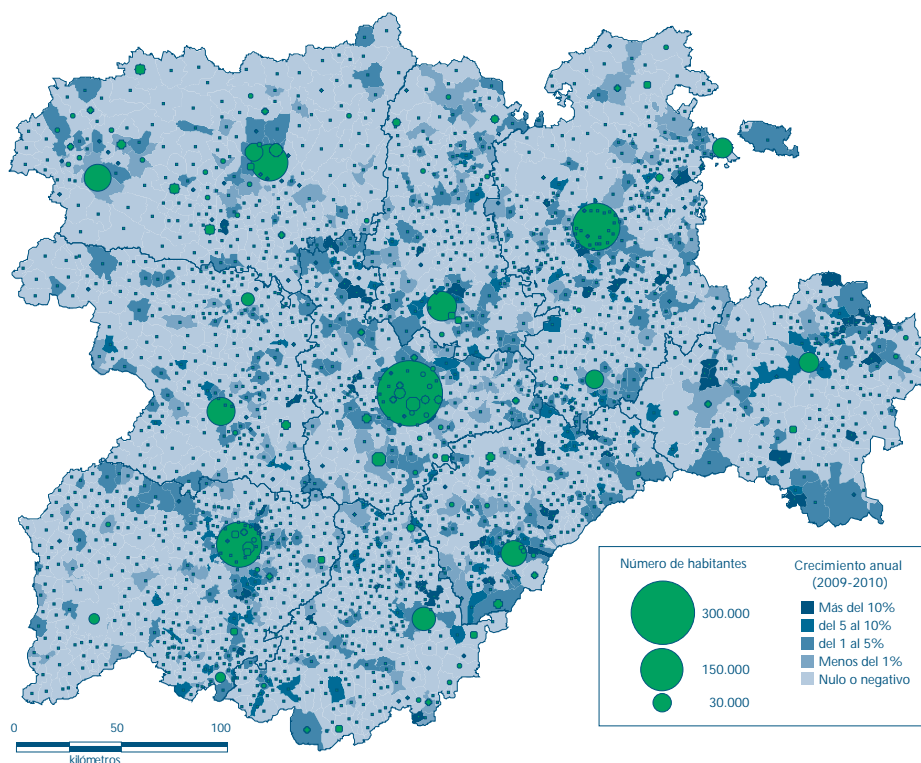 Número de habitantes
300.000
150.000
30.000
Crecimiento anual
(2009-2010)
Más del 10%
del 5 al 10%
del 1 al 5%
Menos del 1%
Nulo o negativo
0 50 100
kilómetros